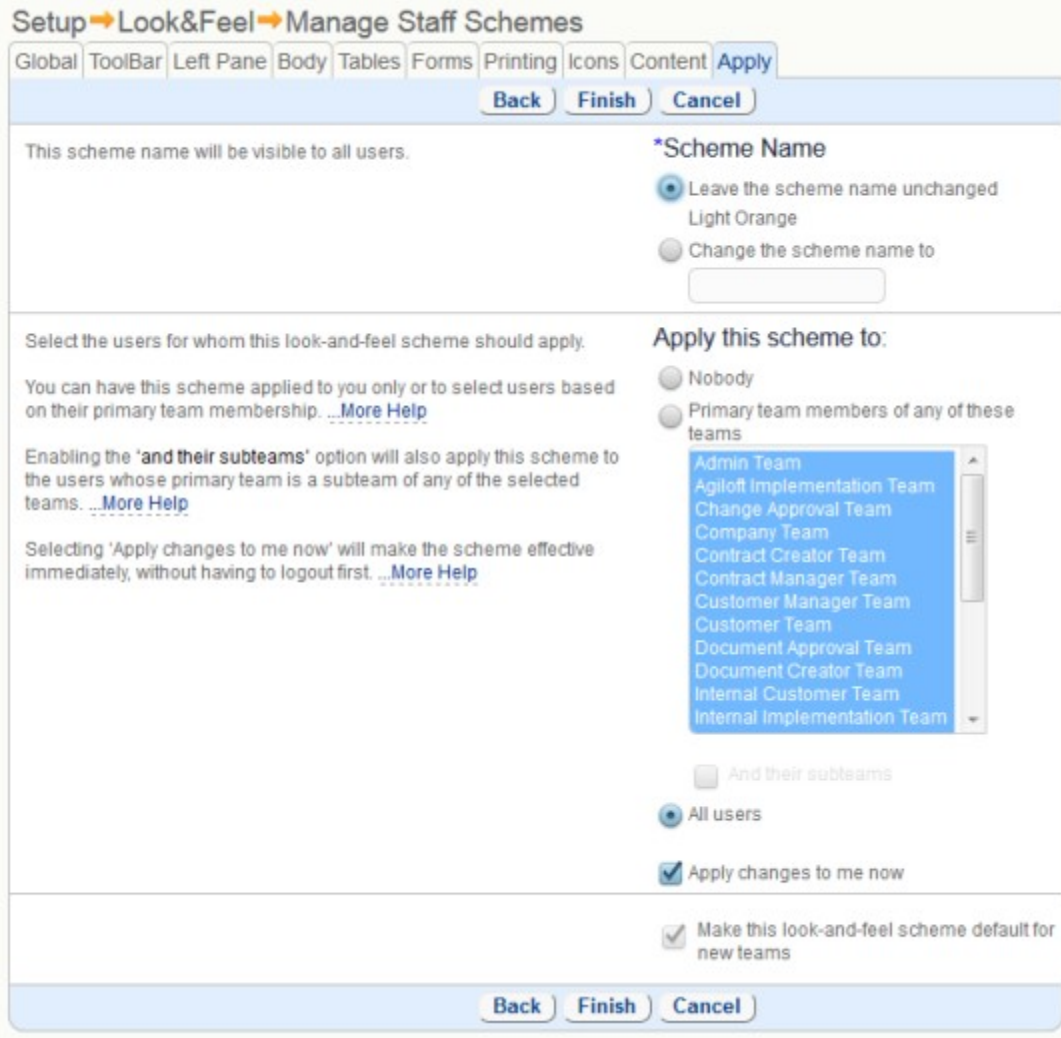 Setup➡Look&Feel➡Manage Staff Schemes
Global ToolBar Left Pane Body Tables Forms Printing Icons Content Apply
Back Finish Cancel
This scheme name will be visible to all users.
*Scheme Name
Leave the scheme name unchanged
Light Orange
Change the scheme name to
Select the users for whom this look-and-feel scheme should apply.
You can have this scheme applied to you only or to select users based
on their primary team membership. ...More Help
Enabling the 'and their subteams' option will also apply this scheme to
the users whose primary team is a subteam of any of the selected
teams. ...More Help
Selecting 'Apply changes to me now' will make the scheme effective
immediately, without having to logout first. ...More Help
Apply this scheme to:
Nobody
Primary team members of any of these
teams
Admin Team
Agiloft Implementation Team
Change Approval Team
Company Team
Contract Creator Team
Contract Manager Team
Customer Manager Team
Customer Team
Document Approval Team
Document Creator Team
Internal Customer Team
Internal Implementation Team
And their subteams
All users
Apply changes to me now
Make this look-and-feel scheme default for
new teams
Back Finish Cancel